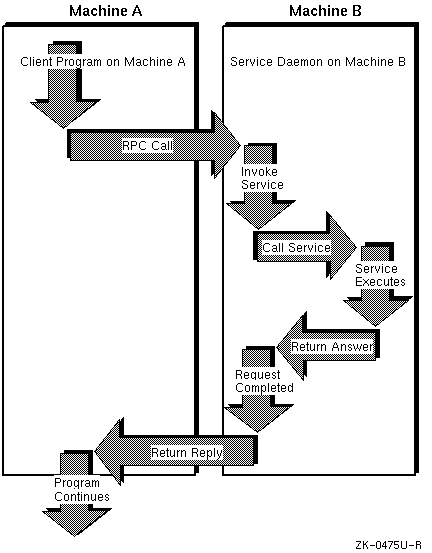 Machine A
Machine B
Client Program on Machine A
Service Daemon on Machine B
RPC Call
Invoke
Service
Call Service
Service
Executes
Return Answer
Request
Completed
Return Reply
Program
Continues
ZK-0475U-R